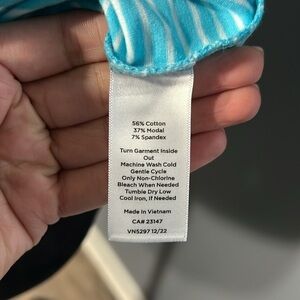 56% Cotton
37% Modal
7% Spandex
Turn Garment Inside
Out
Machine Wash Cold
Gentle Cycle
Only Non-Chlorine
Bleach When Needed
Tumble Dry Low
Cool Iron, If Needed
Made in Vietnam
CA# 23147
VN5297 12/22